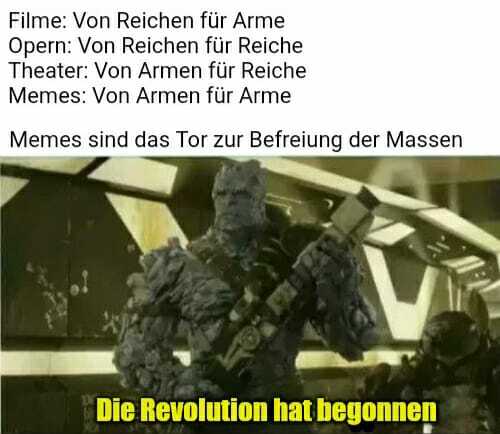 Filme: Von Reichen für Arme
Opern: Von Reichen für Reiche
Theater: Von Armen für Reiche
Memes: Von Armen für Arme
Memes sind das Tor zur Befreiung der Massen
Die Revolution hat begonnen